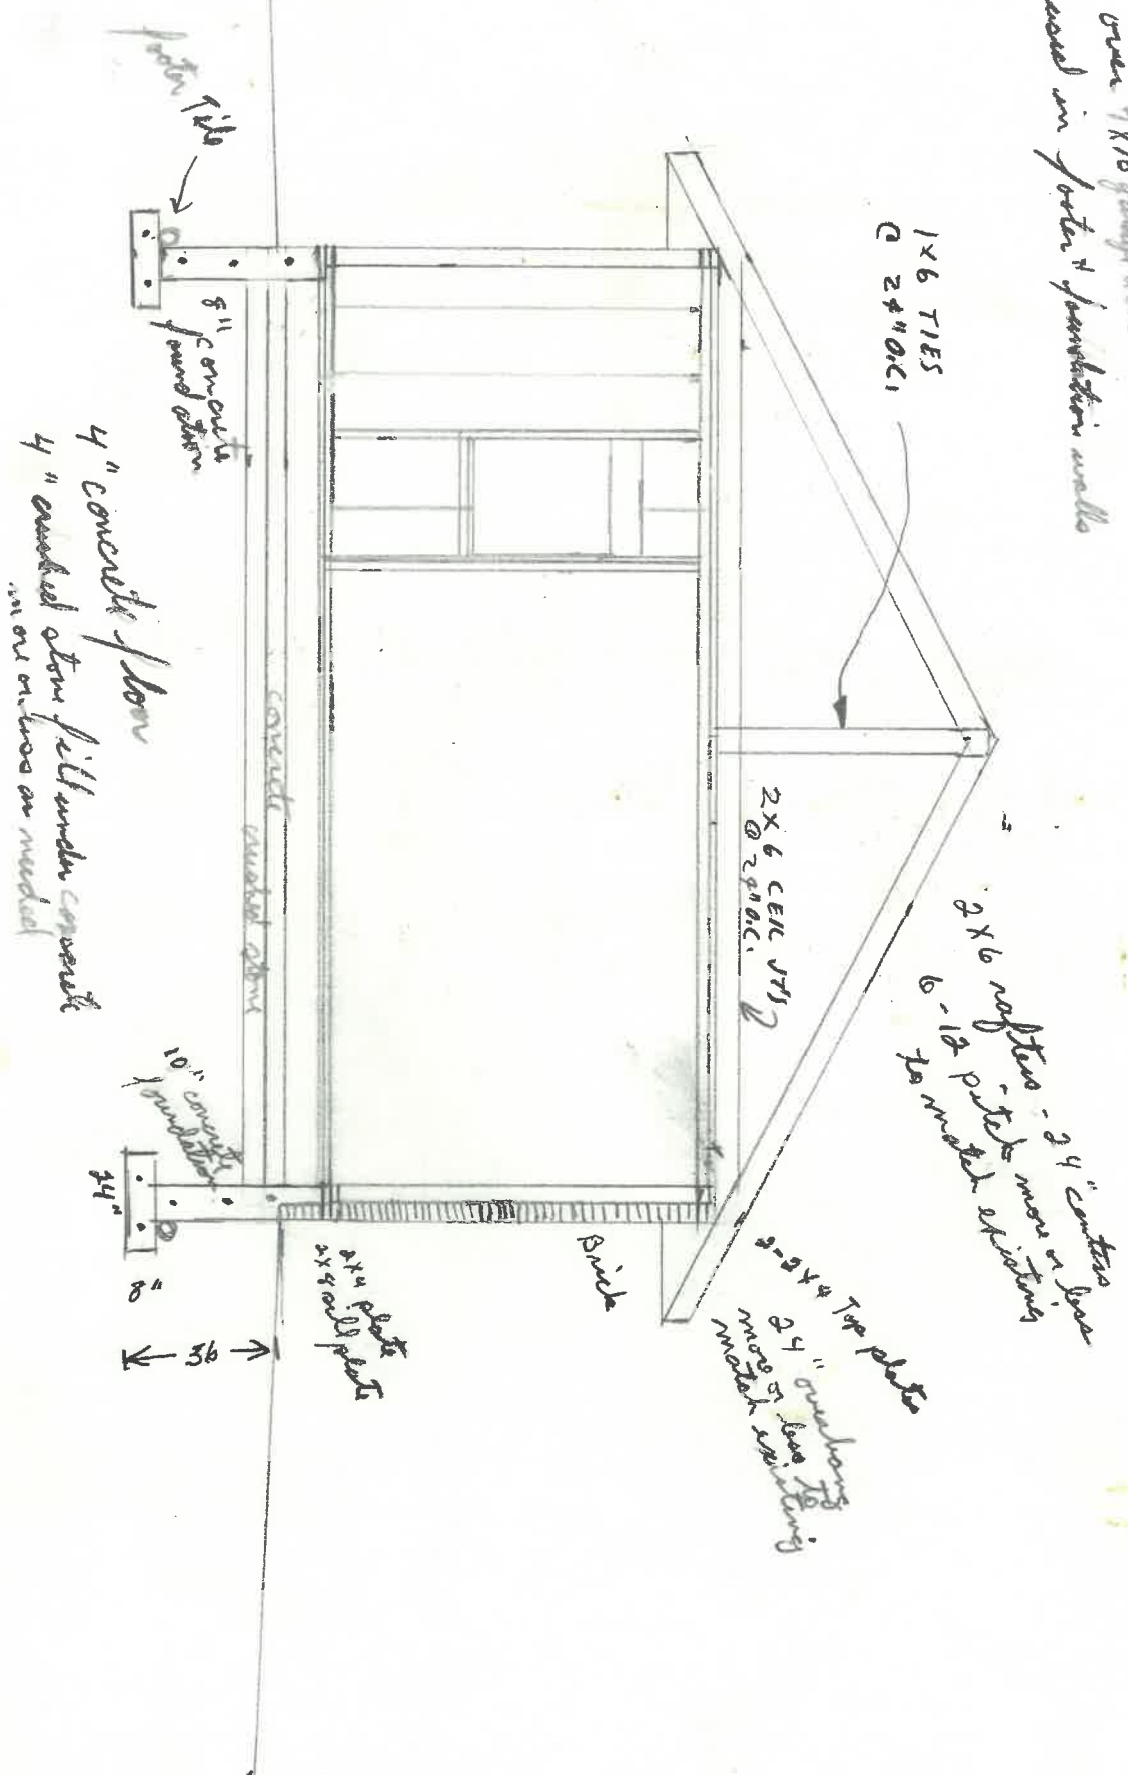 over
used in footer & foundation walls
1x6 TIES
@ 24" O.C.
2x6 rafters - 24" centers
6-12 pitch more or less
to match existing
2x6 CEIL JTS
@ 24" O.C.
2-2x4 Top plates
24" overhang
more or less to
match existing
Brick
2x4 plate
sill plate
footer Tile
8" concrete
foundation
concrete
crushed stone
10" concrete
foundation
24"
8"
36
4" concrete floor
4" crushed stone fill under concrete
more or less as needed